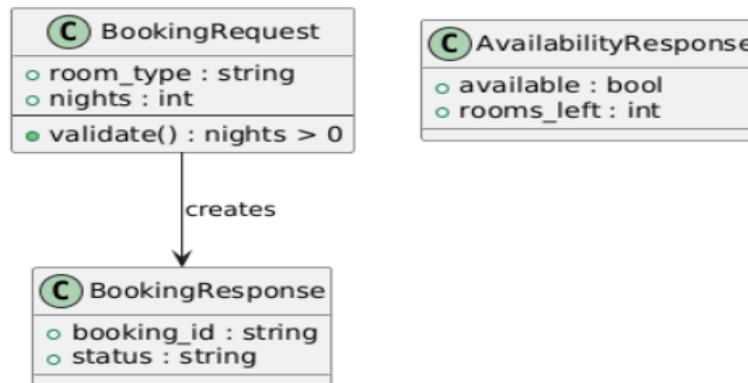 C BookingRequest
room_type : string
nights : int
validate() : nights > 0
C AvailabilityResponse
available : bool
rooms_left : int
creates
C BookingResponse
booking_id : string
status : string